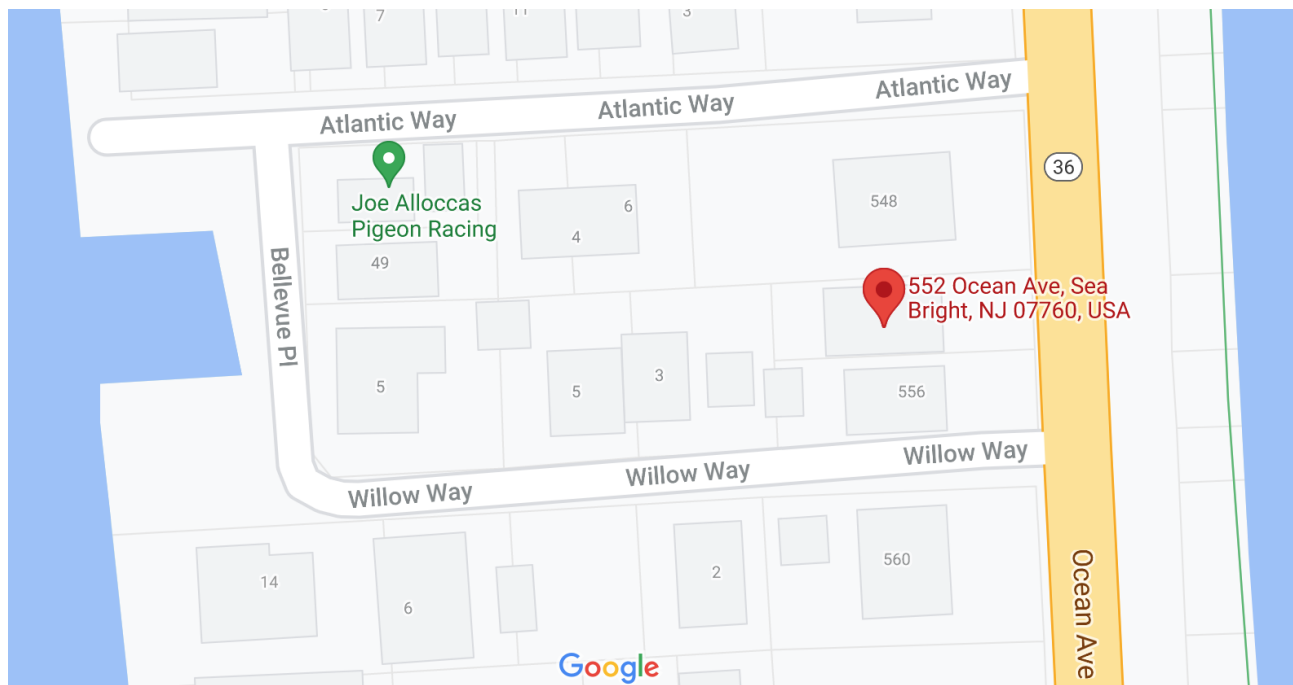 7
3
Atlantic Way
Atlantic Way
Atlantic Way
36
Joe Alloccas
Pigeon Racing
6
4
548
49
Bellevue Pl
552 Ocean Ave, Sea
Bright, NJ 07760, USA
5
5
3
556
Willow Way
Willow Way
Willow Way
14
6
2
560
Ocean Ave
Google